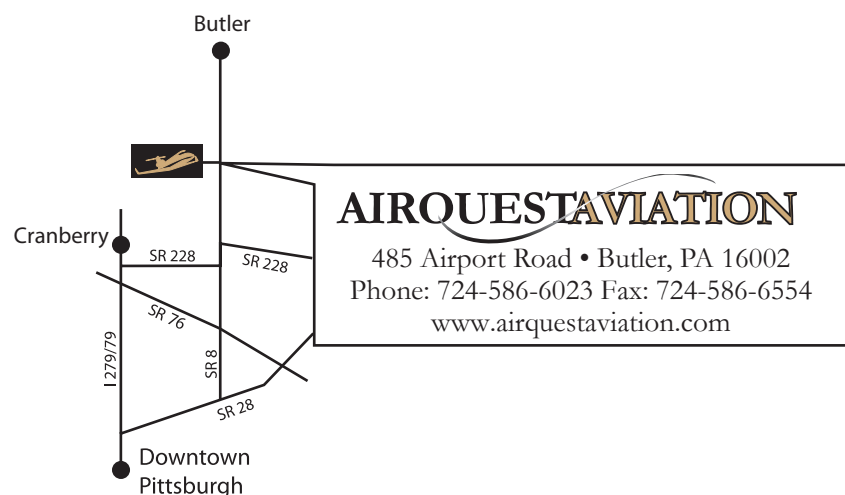 Butler
AIRQUESTAVIATION
485 Airport Road • Butler, PA 16002
Phone: 724-586-6023 Fax: 724-586-6554
www.airquestaviation.com
Cranberry
SR 228
SR 228
SR 76
I 279/79
SR 8
SR 28
Downtown
Pittsburgh